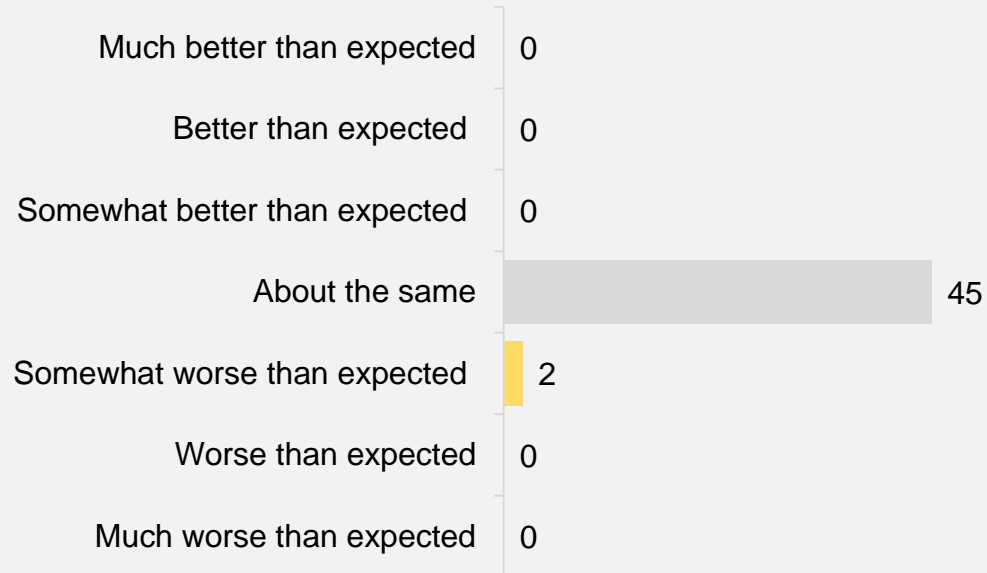 Much better than expected 0
Better than expected 0
Somewhat better than expected 0
About the same 45
Somewhat worse than expected 2
Worse than expected 0
Much worse than expected 0